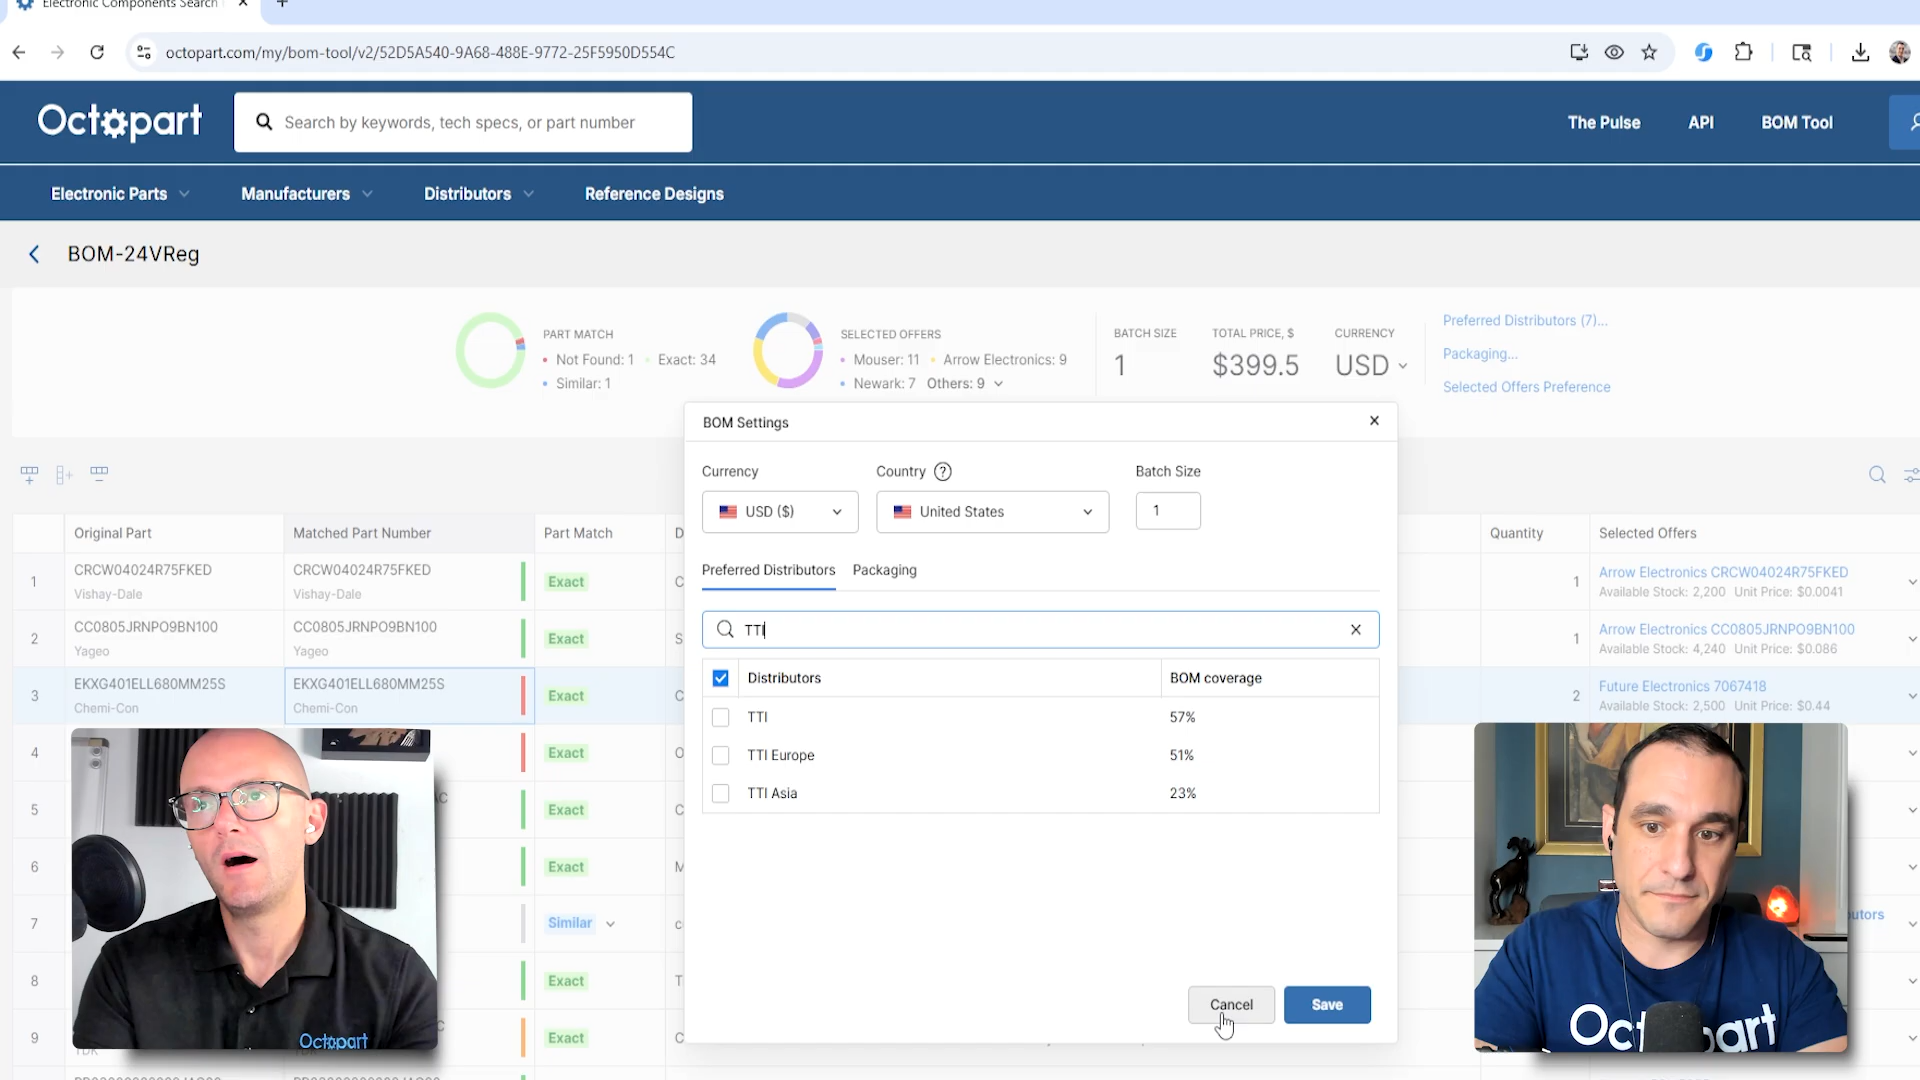 Electronic Components Search
octopart.com/my/bom-tool/v2/52D5A540-9A68-488E-9772-25F5950D554C
Octopart
Search by keywords, tech specs, or part number
The Pulse
API
BOM Tool
Electronic Parts
Manufacturers
Distributors
Reference Designs
BOM-24VReg
PART MATCH
Not Found: 1 Exact: 34
Similar: 1
SELECTED OFFERS
Mouser: 11 Arrow Electronics: 9
Newark: 7 Others: 9
BATCH SIZE
1
TOTAL PRICE, $
$399.5
CURRENCY
USD
Preferred Distributors (7)...
Packaging...
Selected Offers Preference
BOM Settings
Currency
Country ?
Batch Size
USD ($)
United States
1
Preferred Distributors
Packaging
TTI
Distributors
BOM coverage
TTI
57%
TTI Europe
51%
TTI Asia
23%
Cancel
Save
Original Part
Matched Part Number
Part Match
D
Quantity
Selected Offers
1
CRCW04024R75FKED
Vishay-Dale
CRCW04024R75FKED
Vishay-Dale
Exact
C
1
Arrow Electronics CRCW04024R75FKED
Available Stock: 2,200 Unit Price: $0.0041
2
CC0805JRNPO9BN100
Yageo
CC0805JRNPO9BN100
Yageo
Exact
S
1
Arrow Electronics CC0805JRNPO9BN100
Available Stock: 4,240 Unit Price: $0.086
3
EKXG401ELL680MM25S
Chemi-Con
EKXG401ELL680MM25S
Chemi-Con
Exact
C
2
Future Electronics 7067418
Available Stock: 2,500 Unit Price: $0.44
4
Exact
O
5
C
Exact
C
6
Exact
M
7
Similar
c
utors
8
Exact
T
9
C
TDK
Exact
C
Octopart
Oct
part